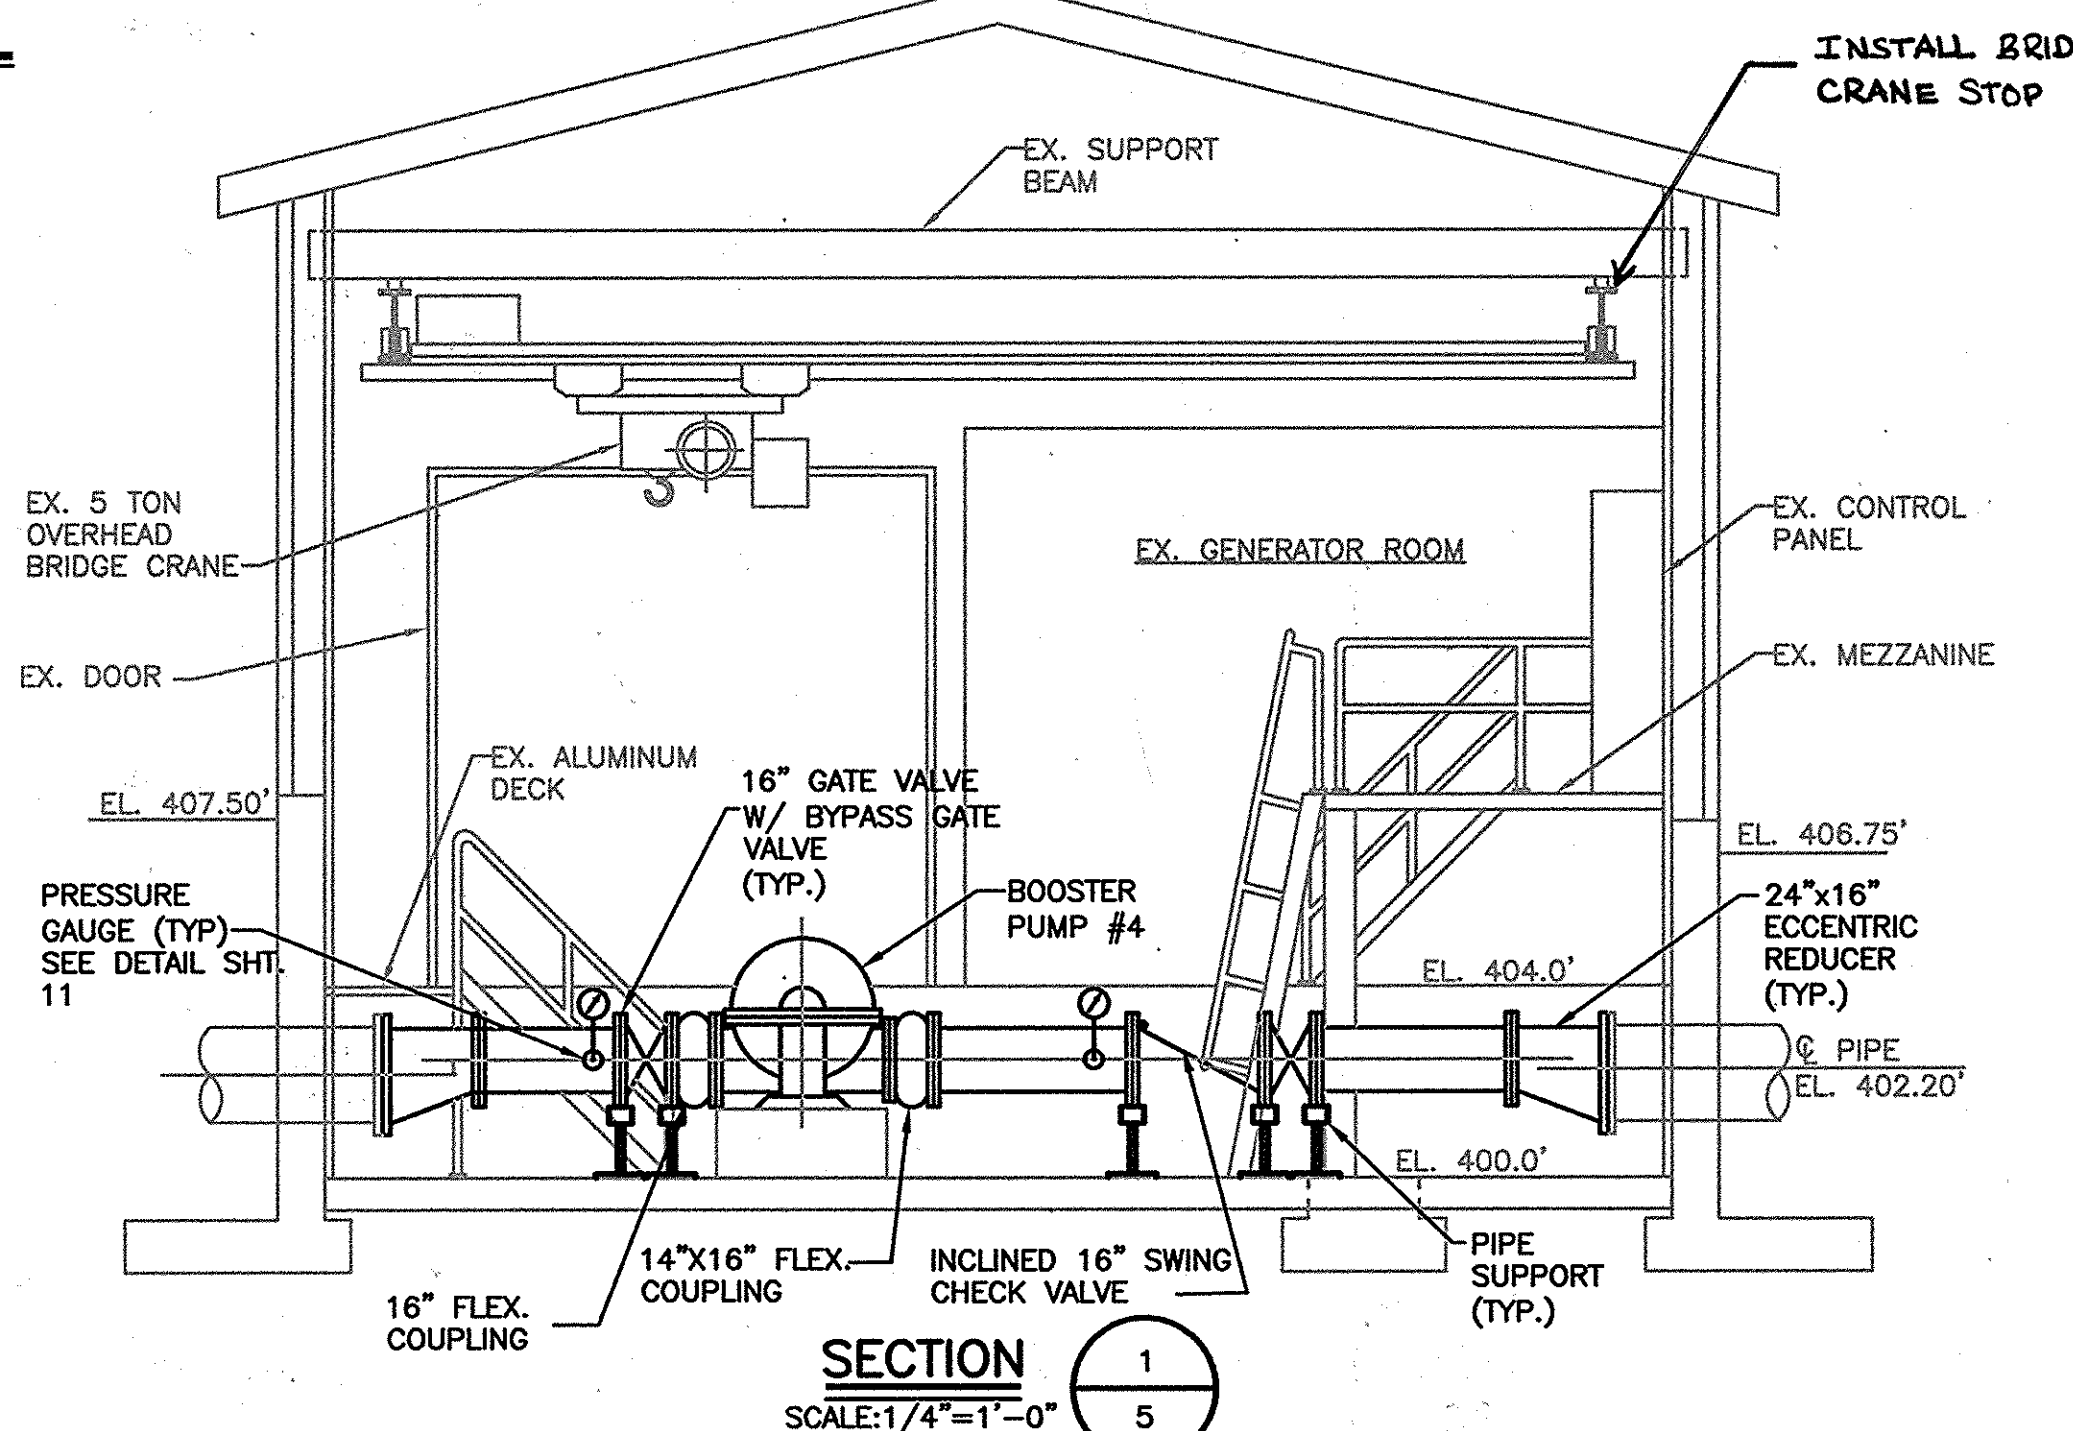 INSTALL BRID
CRANE STOP
EX. SUPPORT
BEAM
EX. 5 TON
OVERHEAD
BRIDGE CRANE
EX. CONTROL
PANEL
EX. GENERATOR ROOM
EX. DOOR
EX. MEZZANINE
EX. ALUMINUM
DECK
16" GATE VALVE
W/ BYPASS GATE
VALVE
(TYP.)
EL. 407.50'
EL. 406.75'
PRESSURE
GAUGE (TYP)
SEE DETAIL SHT.
11
BOOSTER
PUMP #4
24"x16"
ECCENTRIC
REDUCER
(TYP.)
EL. 404.0'
℄ PIPE
EL. 402.20'
EL. 400.0'
14"X16" FLEX.
COUPLING
INCLINED 16" SWING
CHECK VALVE
PIPE
SUPPORT
(TYP.)
16" FLEX.
COUPLING
SECTION
SCALE:1/4"=1'-0"
1
5